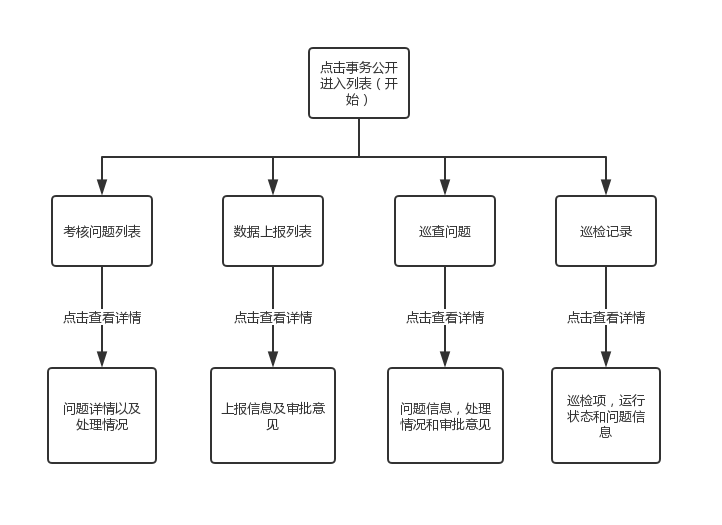 点击事务公开
进入列表（开
始）
考核问题列表
数据上报列表
巡查问题
巡检记录
点击查看详情
点击查看详情
点击查看详情
点击查看详情
问题详情以及
处理情况
上报信息及审批意
见
问题信息，处理
情况和审批意见
巡检项，运行
状态和问题信
息